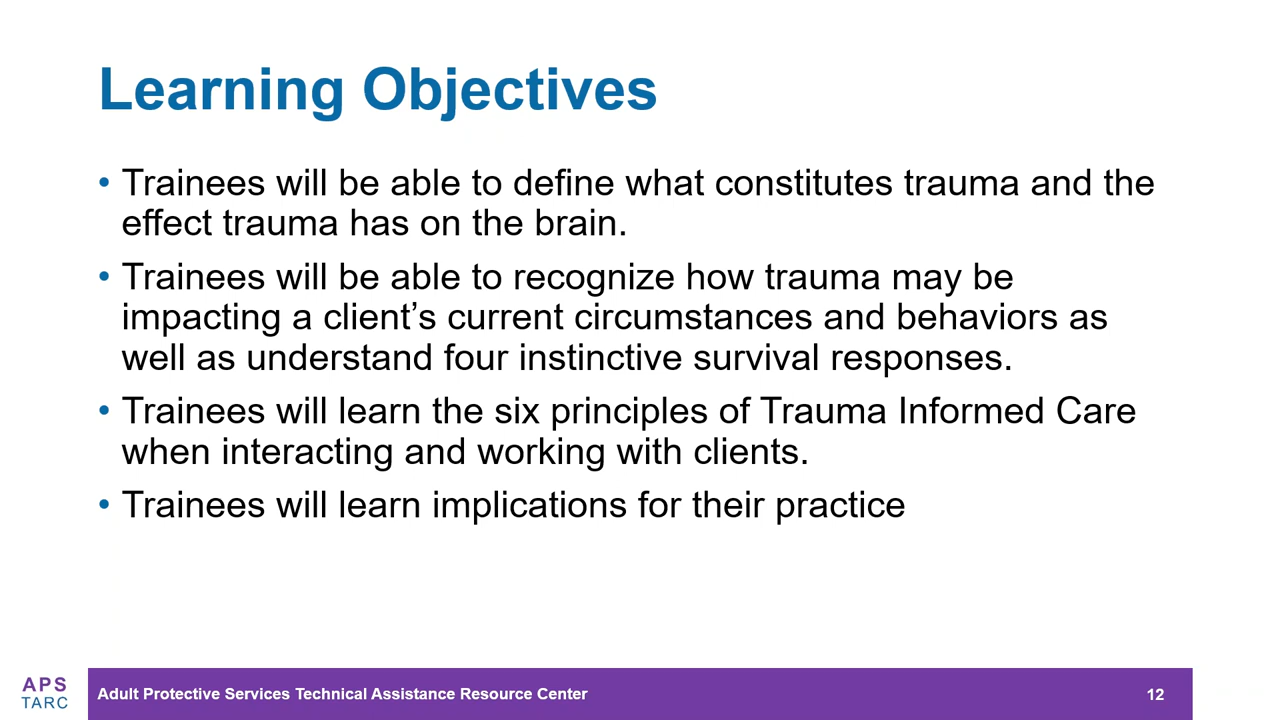 Learning Objectives
• Trainees will be able to define what constitutes trauma and the
effect trauma has on the brain.
• Trainees will be able to recognize how trauma may be
impacting a client’s current circumstances and behaviors as
well as understand four instinctive survival responses.
• Trainees will learn the six principles of Trauma Informed Care
when interacting and working with clients.
• Trainees will learn implications for their practice
APS
TARC
Adult Protective Services Technical Assistance Resource Center
12